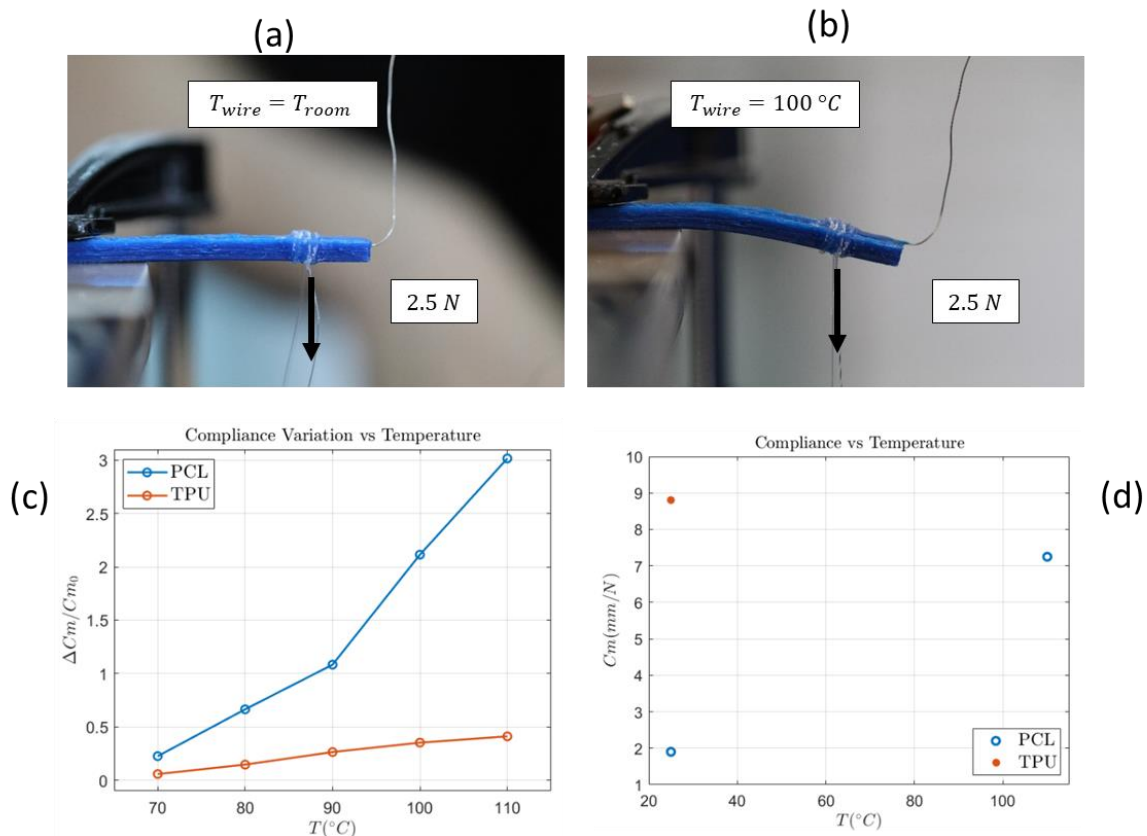 (a)
(b)
T_wire = T_room
T_wire = 100 °C
2.5 N
2.5 N
Compliance Variation vs Temperature
Compliance vs Temperature
(c)
(d)
PCL
TPU
3
2.5
2
1.5
1
0.5
0
ΔCm/Cm₀
70 80 90 100 110
T(°C)
10
9
8
7
6
5
4
3
2
1
Cm(mm/N)
PCL
TPU
20 40 60 80 100
T(°C)